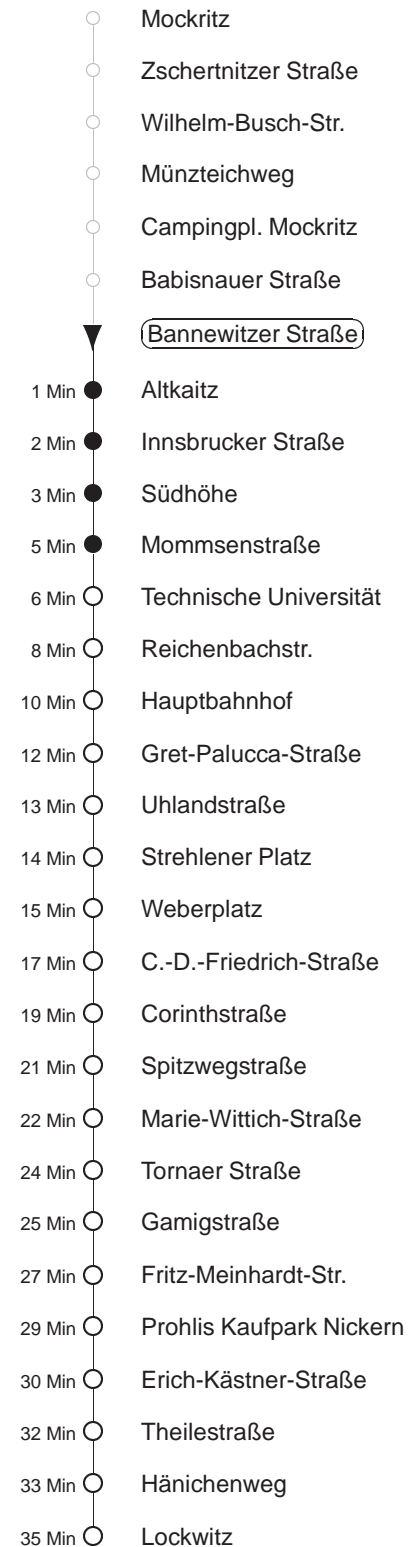 Mockritz
Zschertnitzer Straße
Wilhelm-Busch-Str.
Münzteichweg
Campingpl. Mockritz
Babisnauer Straße
Bannewitzer Straße
1 Min Altkaitz
2 Min Innsbrucker Straße
3 Min Südhöhe
5 Min Mommsenstraße
6 Min Technische Universität
8 Min Reichenbachstr.
10 Min Hauptbahnhof
12 Min Gret-Palucca-Straße
13 Min Uhlandstraße
14 Min Strehlener Platz
15 Min Weberplatz
17 Min C.-D.-Friedrich-Straße
19 Min Corinthstraße
21 Min Spitzwegstraße
22 Min Marie-Wittich-Straße
24 Min Tornaer Straße
25 Min Gamigstraße
27 Min Fritz-Meinhardt-Str.
29 Min Prohlis Kaufpark Nickern
30 Min Erich-Kästner-Straße
32 Min Theilestraße
33 Min Hänichenweg
35 Min Lockwitz